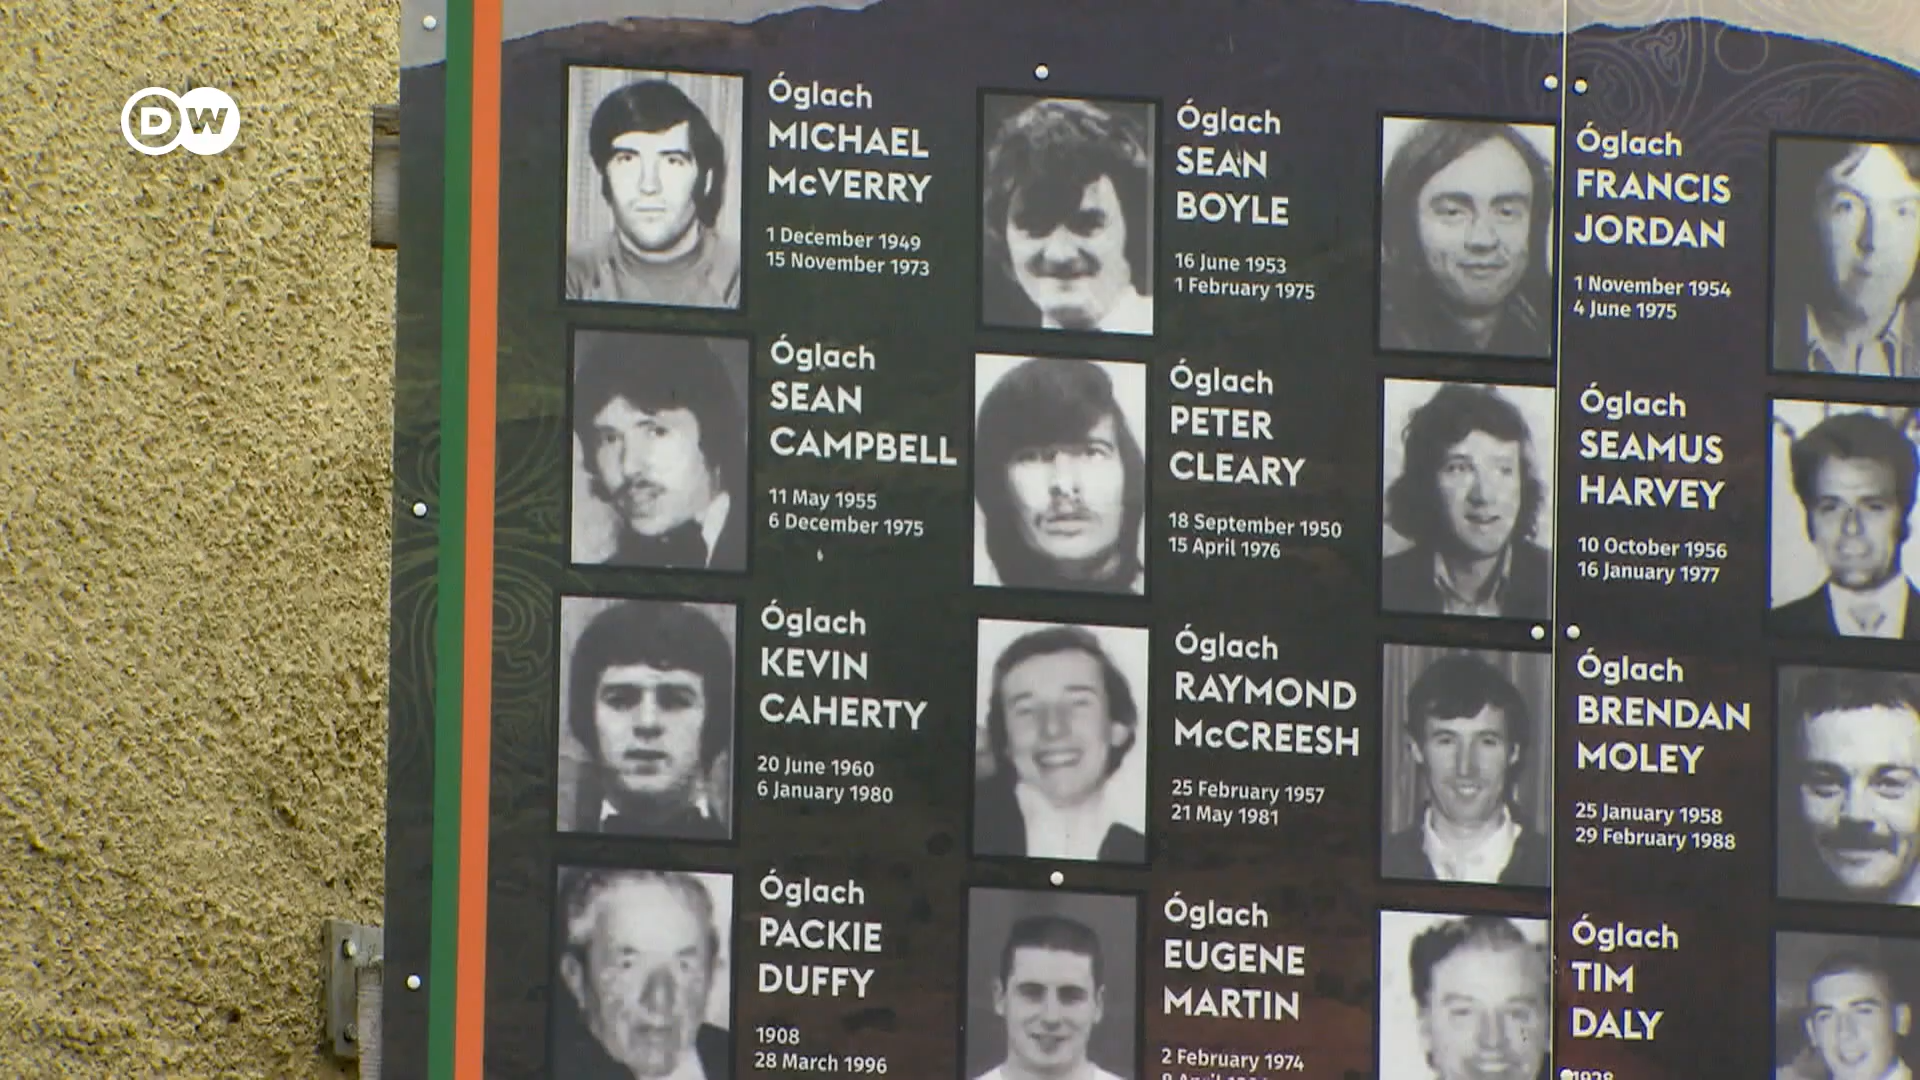 DW
Óglach
MICHAEL
McVERRY
1 December 1949
15 November 1973
Óglach
SEAN
BOYLE
16 June 1953
1 February 1975
Óglach
FRANCIS
JORDAN
1 November 1954
4 June 1975
Óglach
SEAN
CAMPBELL
11 May 1955
6 December 1975
Óglach
PETER
CLEARY
18 September 1950
15 April 1976
Óglach
SEAMUS
HARVEY
10 October 1956
16 January 1977
Óglach
KEVIN
CAHERTY
20 June 1960
6 January 1980
Óglach
RAYMOND
McCREESH
25 February 1957
21 May 1981
Óglach
BRENDAN
MOLEY
25 January 1958
29 February 1988
Óglach
PACKIE
DUFFY
1908
28 March 1996
Óglach
EUGENE
MARTIN
2 February 1974
Óglach
TIM
DALY